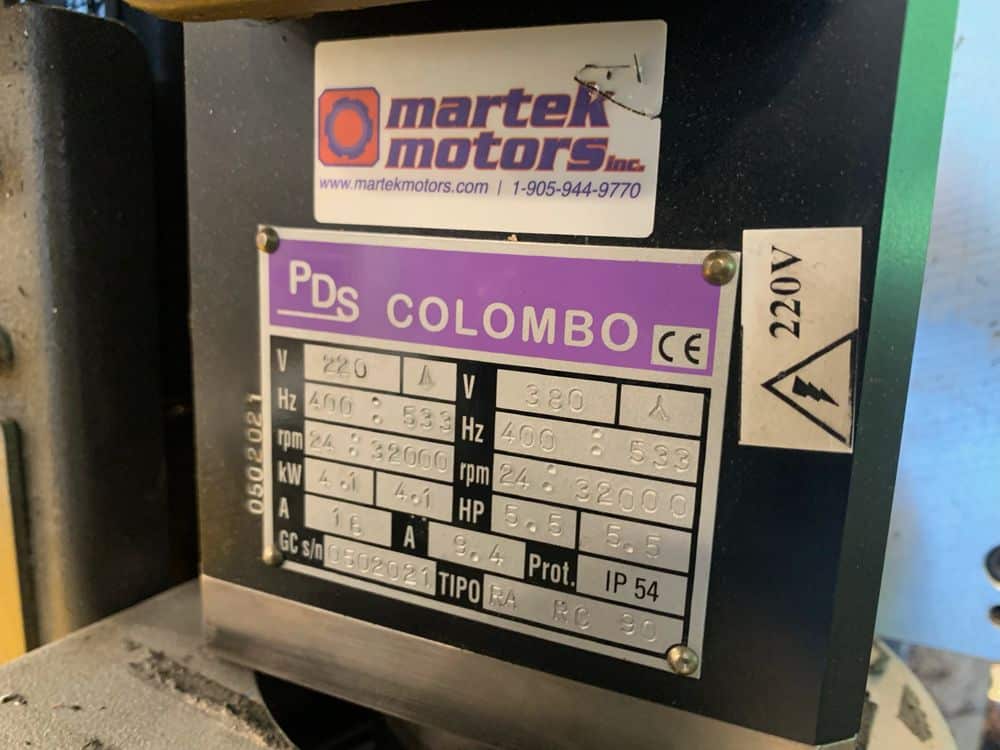 martek
motors Inc.
www.martekmotors.com | 1-905-944-9770
PDS COLOMBO CE
V 220 V 380
Hz 400 : 533 Hz 400 : 533
rpm 24 : 32000 rpm 24 : 32000
kW 4.1 4.1 HP 5.5 5.5
A 16 A 9.4 Prot. IP 54
GC s/n 0502021 TIPO RA RC 90
0502021
220V